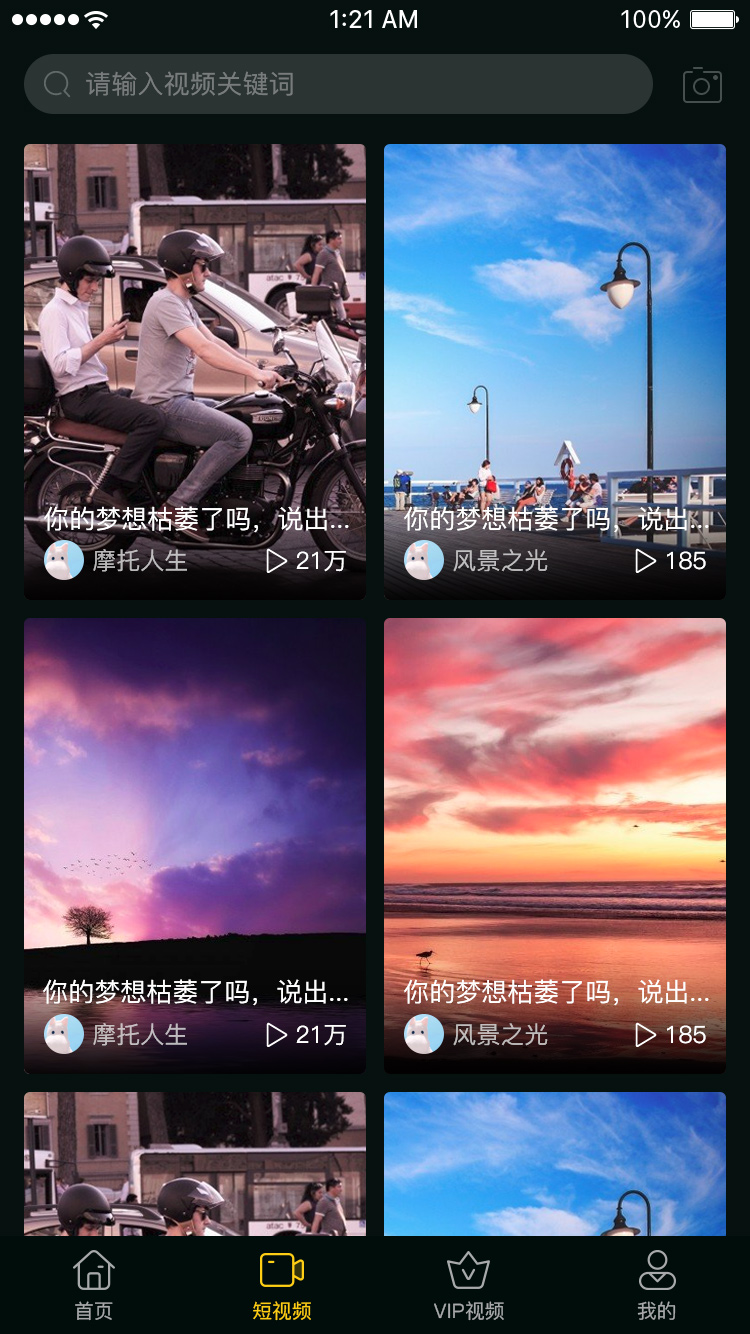 1:21 AM
100%
请输入视频关键词
atac
你的梦想枯萎了吗，说出...
摩托人生
21万
你的梦想枯萎了吗，说出...
风景之光
185
你的梦想枯萎了吗，说出...
摩托人生
21万
你的梦想枯萎了吗，说出...
风景之光
185
atac
首页
短视频
VIP视频
我的